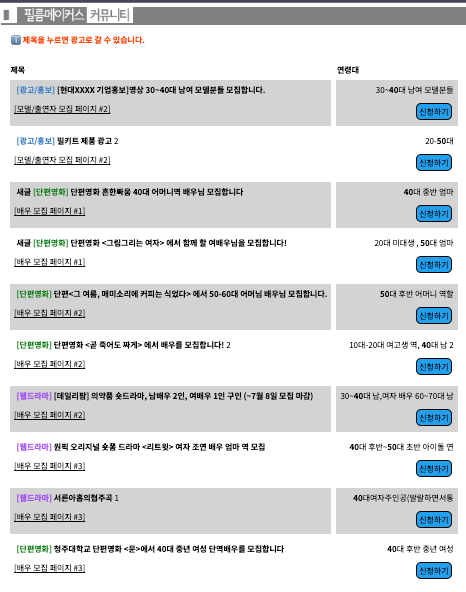 필름메이커스 커뮤니티
제목을 누르면 광고로 갈 수 있습니다.
제목 연령대
[광고/홍보] [현대XXXX 기업홍보]영상 30~40대 남여 모델분들 모집합니다. 30~40대 남여 모델분들
[모델/출연자 모집 페이지 #2] 신청하기
[광고/홍보] 밀키트 제품 광고 2 20-50대
[모델/출연자 모집 페이지 #2] 신청하기
새글 [단편영화] 단편영화 흔한싸움 40대 어머니역 배우님 모집합니다 40대 중반 엄마
[배우 모집 페이지 #1] 신청하기
새글 [단편영화] 단편영화 <그림그리는 여자> 에서 함께 할 여배우님을 모집합니다! 20대 미대생 , 50대 엄마
[배우 모집 페이지 #1] 신청하기
[단편영화] 단편<그 여름, 매미소리에 커피는 식었다> 에서 50-60대 어머님 배우님 모집합니다. 50대 후반 어머니 역할
[배우 모집 페이지 #2] 신청하기
[단편영화] 단편영화 <곧 죽어도 짜게> 에서 배우를 모집합니다! 2 10대-20대 여고생 역, 40대 남 2
[배우 모집 페이지 #2] 신청하기
[웹드라마] [데일리팜] 의약품 숏드라마, 남배우 2인, 여배우 1인 구인 (~7월 8일 모집 마감) 30~40대 남,여자 배우 60~70대 남
[배우 모집 페이지 #2] 신청하기
[웹드라마] 원픽 오리지널 숏폼 드라마 <리트윗> 여자 조연 배우 엄마 역 모집 40대 후반~50대 초반 아이돌 연
[배우 모집 페이지 #3] 신청하기
[웹드라마] 서른아홉의협주곡 1 40대여자주인공(발랄하면서통
[배우 모집 페이지 #3] 신청하기
[단편영화] 청주대학교 단편영화 <문>에서 40대 중년 여성 단역배우를 모집합니다 40대 후반 중년 여성
[배우 모집 페이지 #3] 신청하기